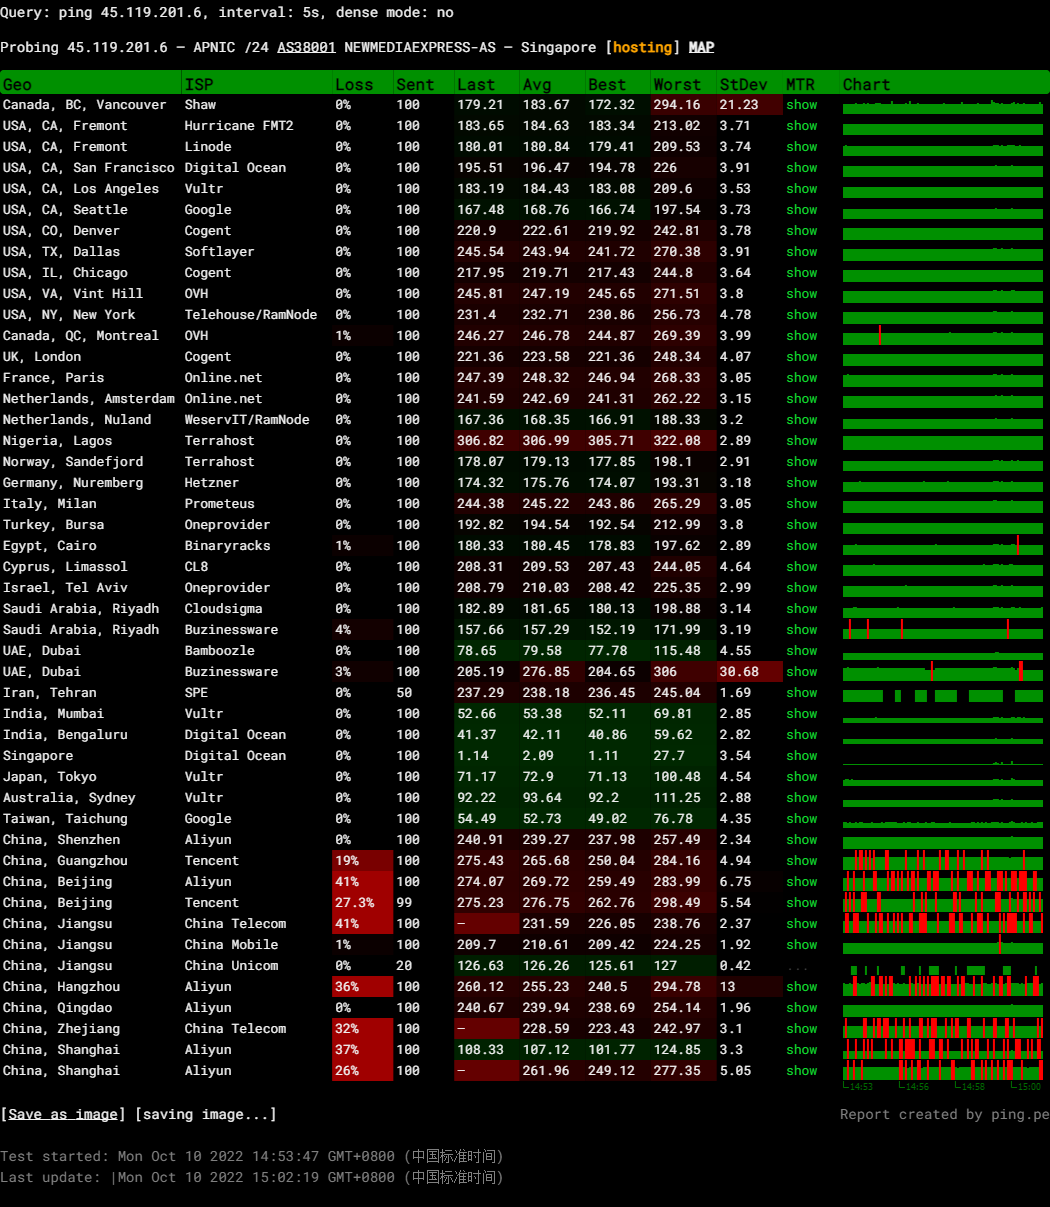 Query: ping 45.119.201.6, interval: 5s, dense mode: no
Probing 45.119.201.6 — APNIC /24 AS38001 NEWMEDIAEXPRESS-AS — Singapore [hosting] MAP
Geo ISP Loss Sent Last Avg Best Worst StDev MTR Chart
Canada, BC, Vancouver Shaw 0% 100 179.21 183.67 172.32 294.16 21.23 show
USA, CA, Fremont Hurricane FMT2 0% 100 183.65 184.63 183.34 213.02 3.71 show
USA, CA, Fremont Linode 0% 100 180.01 180.84 179.41 209.53 3.74 show
USA, CA, San Francisco Digital Ocean 0% 100 195.51 196.47 194.78 226 3.91 show
USA, CA, Los Angeles Vultr 0% 100 183.19 184.43 183.08 209.6 3.53 show
USA, CA, Seattle Google 0% 100 167.48 168.76 166.74 197.54 3.73 show
USA, CO, Denver Cogent 0% 100 220.9 222.61 219.92 242.81 3.78 show
USA, TX, Dallas Softlayer 0% 100 245.54 243.94 241.72 270.38 3.91 show
USA, IL, Chicago Cogent 0% 100 217.95 219.71 217.43 244.8 3.64 show
USA, VA, Vint Hill OVH 0% 100 245.81 247.19 245.65 271.51 3.8 show
USA, NY, New York Telehouse/RamNode 0% 100 231.4 232.71 230.86 256.73 4.78 show
Canada, QC, Montreal OVH 1% 100 246.27 246.78 244.87 269.39 3.99 show
UK, London Cogent 0% 100 221.36 223.58 221.36 248.34 4.07 show
France, Paris Online.net 0% 100 247.39 248.32 246.94 268.33 3.05 show
Netherlands, Amsterdam Online.net 0% 100 241.59 242.69 241.31 262.22 3.15 show
Netherlands, Nuland WeservIT/RamNode 0% 100 167.36 168.35 166.91 188.33 3.2 show
Nigeria, Lagos Terrahost 0% 100 306.82 306.99 305.71 322.08 2.89 show
Norway, Sandefjord Terrahost 0% 100 178.07 179.13 177.85 198.1 2.91 show
Germany, Nuremberg Hetzner 0% 100 174.32 175.76 174.07 193.31 3.18 show
Italy, Milan Prometeus 0% 100 244.38 245.22 243.86 265.29 3.05 show
Turkey, Bursa Oneprovider 0% 100 192.82 194.54 192.54 212.99 3.8 show
Egypt, Cairo Binaryracks 1% 100 180.33 180.45 178.83 197.62 2.89 show
Cyprus, Limassol CL8 0% 100 208.31 209.53 207.43 244.05 4.64 show
Israel, Tel Aviv Oneprovider 0% 100 208.79 210.03 208.42 225.35 2.99 show
Saudi Arabia, Riyadh Cloudsigma 0% 100 182.89 181.65 180.13 198.88 3.14 show
Saudi Arabia, Riyadh Buzinessware 4% 100 157.66 157.29 152.19 171.99 3.19 show
UAE, Dubai Bamboozle 0% 100 78.65 79.58 77.78 115.48 4.55 show
UAE, Dubai Buzinessware 3% 100 205.19 276.85 204.65 306 30.68 show
Iran, Tehran SPE 0% 50 237.29 238.18 236.45 245.04 1.69 show
India, Mumbai Vultr 0% 100 52.66 53.38 52.11 69.81 2.85 show
India, Bengaluru Digital Ocean 0% 100 41.37 42.11 40.86 59.62 2.82 show
Singapore Digital Ocean 0% 100 1.14 2.09 1.11 27.7 3.54 show
Japan, Tokyo Vultr 0% 100 71.17 72.9 71.13 100.48 4.54 show
Australia, Sydney Vultr 0% 100 92.22 93.64 92.2 111.25 2.88 show
Taiwan, Taichung Google 0% 100 54.49 52.73 49.02 76.78 4.35 show
China, Shenzhen Aliyun 0% 100 240.91 239.27 237.98 257.49 2.34 show
China, Guangzhou Tencent 19% 100 275.43 265.68 250.04 284.16 4.94 show
China, Beijing Aliyun 41% 100 274.07 269.72 259.49 283.99 6.75 show
China, Beijing Tencent 27.3% 99 275.23 276.75 262.76 298.49 5.54 show
China, Jiangsu China Telecom 41% 100 — 231.59 226.05 238.76 2.37 show
China, Jiangsu China Mobile 1% 100 209.7 210.61 209.42 224.25 1.92 show
China, Jiangsu China Unicom 0% 20 126.63 126.26 125.61 127 0.42 ...
China, Hangzhou Aliyun 36% 100 260.12 255.23 240.5 294.78 13 show
China, Qingdao Aliyun 0% 100 240.67 239.94 238.69 254.14 1.96 show
China, Zhejiang China Telecom 32% 100 — 228.59 223.43 242.97 3.1 show
China, Shanghai Aliyun 37% 100 108.33 107.12 101.77 124.85 3.3 show
China, Shanghai Aliyun 26% 100 — 261.96 249.12 277.35 5.05 show
14:53 14:56 14:58 15:00
[Save as image] [saving image...] Report created by ping.pe
Test started: Mon Oct 10 2022 14:53:47 GMT+0800 (中国标准时间)
Last update: |Mon Oct 10 2022 15:02:19 GMT+0800 (中国标准时间)